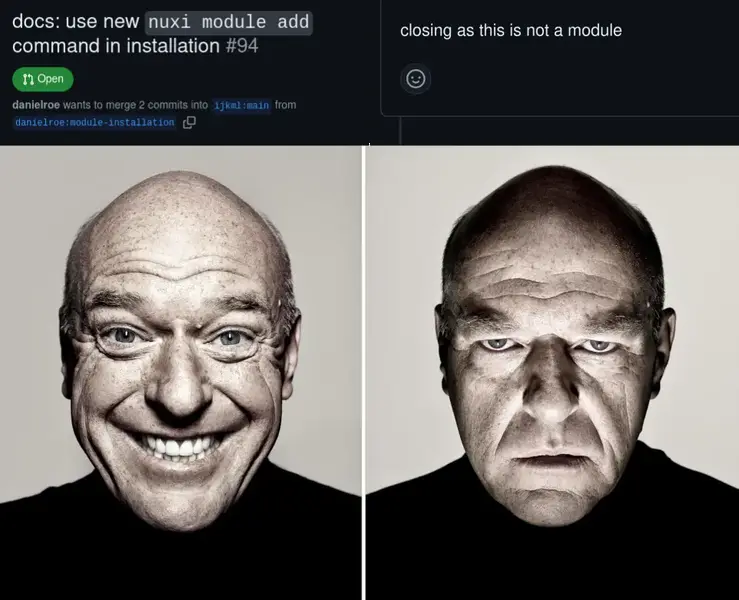 docs: use new nuxi module add
command in installation #94
Open
danielroe wants to merge 2 commits into ijkml:main from
danielroe:module-installation
closing as this is not a module